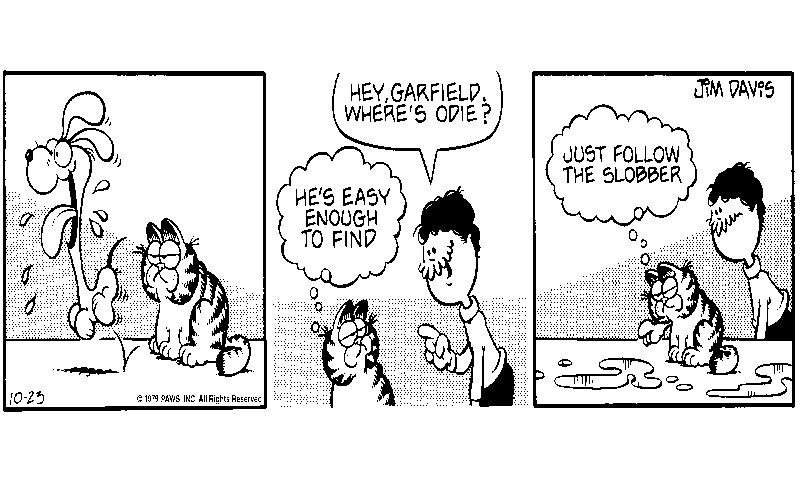 10-23
© 1979 PAWS, INC. All Rights Reserved
HEY, GARFIELD,
WHERE'S ODIE?
HE'S EASY
ENOUGH
TO FIND
JIM DAVIS
JUST FOLLOW
THE SLOBBER